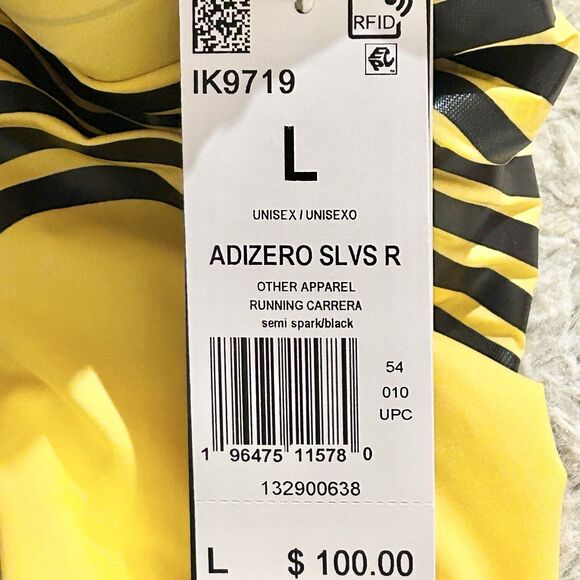 RFID
IK9719
L
UNISEX / UNISEXO
ADIZERO SLVS R
OTHER APPAREL
RUNNING CARRERA
semi spark/black
54
010
UPC
1 96475 11578 0
132900638
L $ 100.00